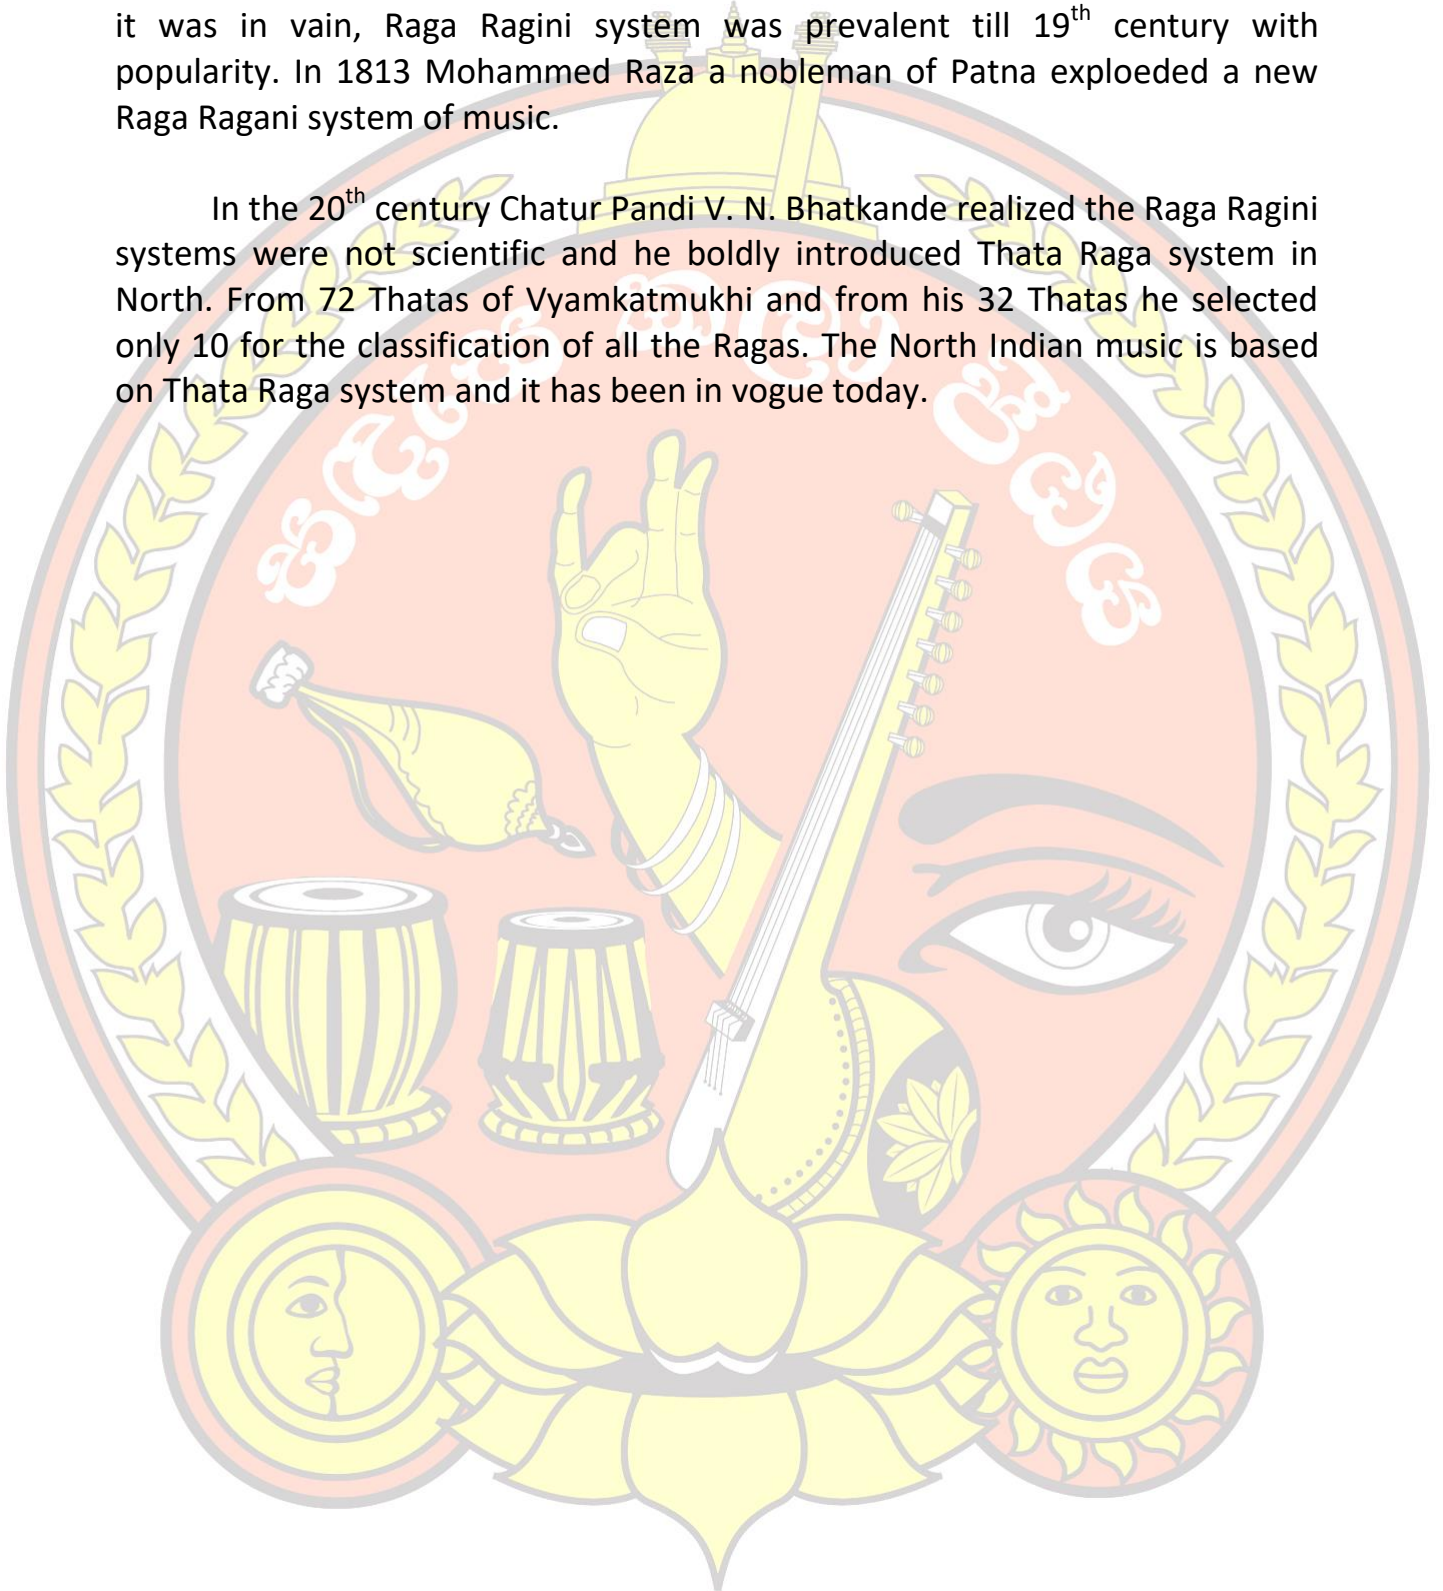 it was in vain, Raga Ragini system was prevalent till 19th century with
popularity. In 1813 Mohammed Raza a nobleman of Patna exploeded a new
Raga Ragani system of music.
In the 20th century Chatur Pandi V. N. Bhatkande realized the Raga Ragini
systems were not scientific and he boldly introduced Thata Raga system in
North. From 72 Thatas of Vyamkatmukhi and from his 32 Thatas he selected
only 10 for the classification of all the Ragas. The North Indian music is based
on Thata Raga system and it has been in vogue today.